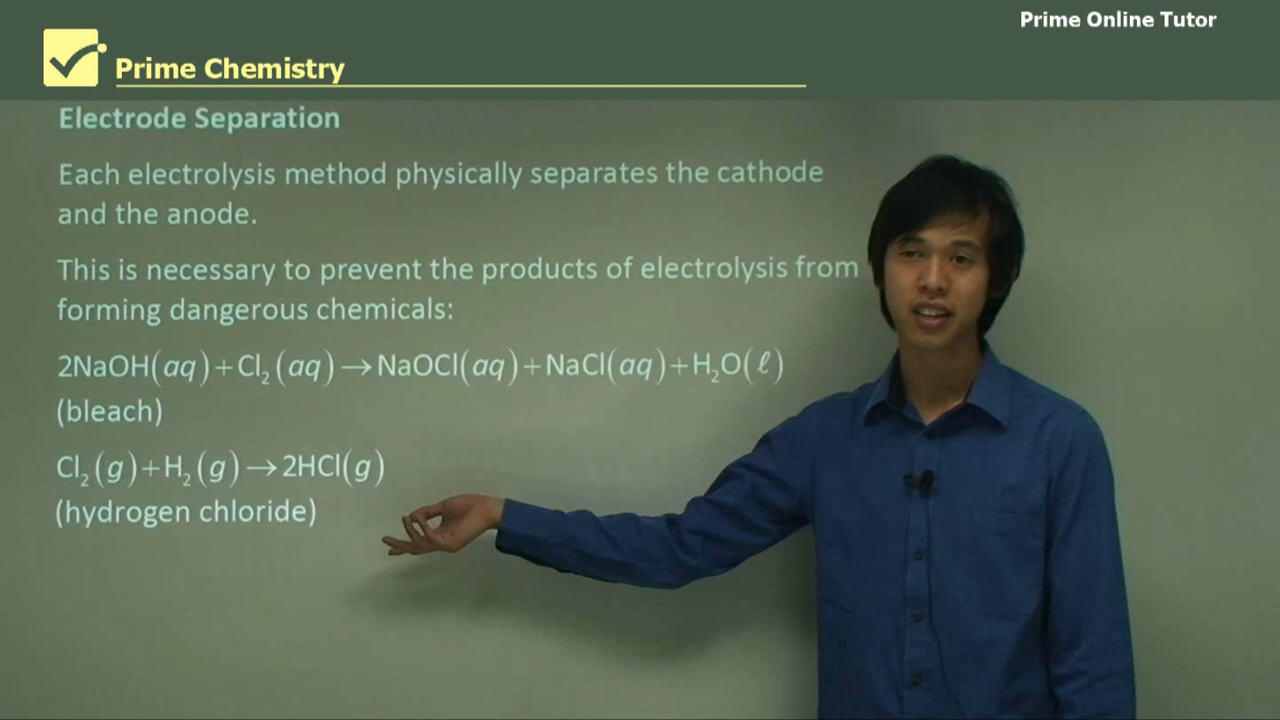 Prime Online Tutor
Prime Chemistry
Electrode Separation
Each electrolysis method physically separates the cathode
and the anode.
This is necessary to prevent the products of electrolysis from
forming dangerous chemicals:
2NaOH(aq)+Cl₂(aq)→NaOCl(aq)+NaCl(aq)+H₂O(ℓ)
(bleach)
Cl₂(g)+H₂(g)→2HCl(g)
(hydrogen chloride)